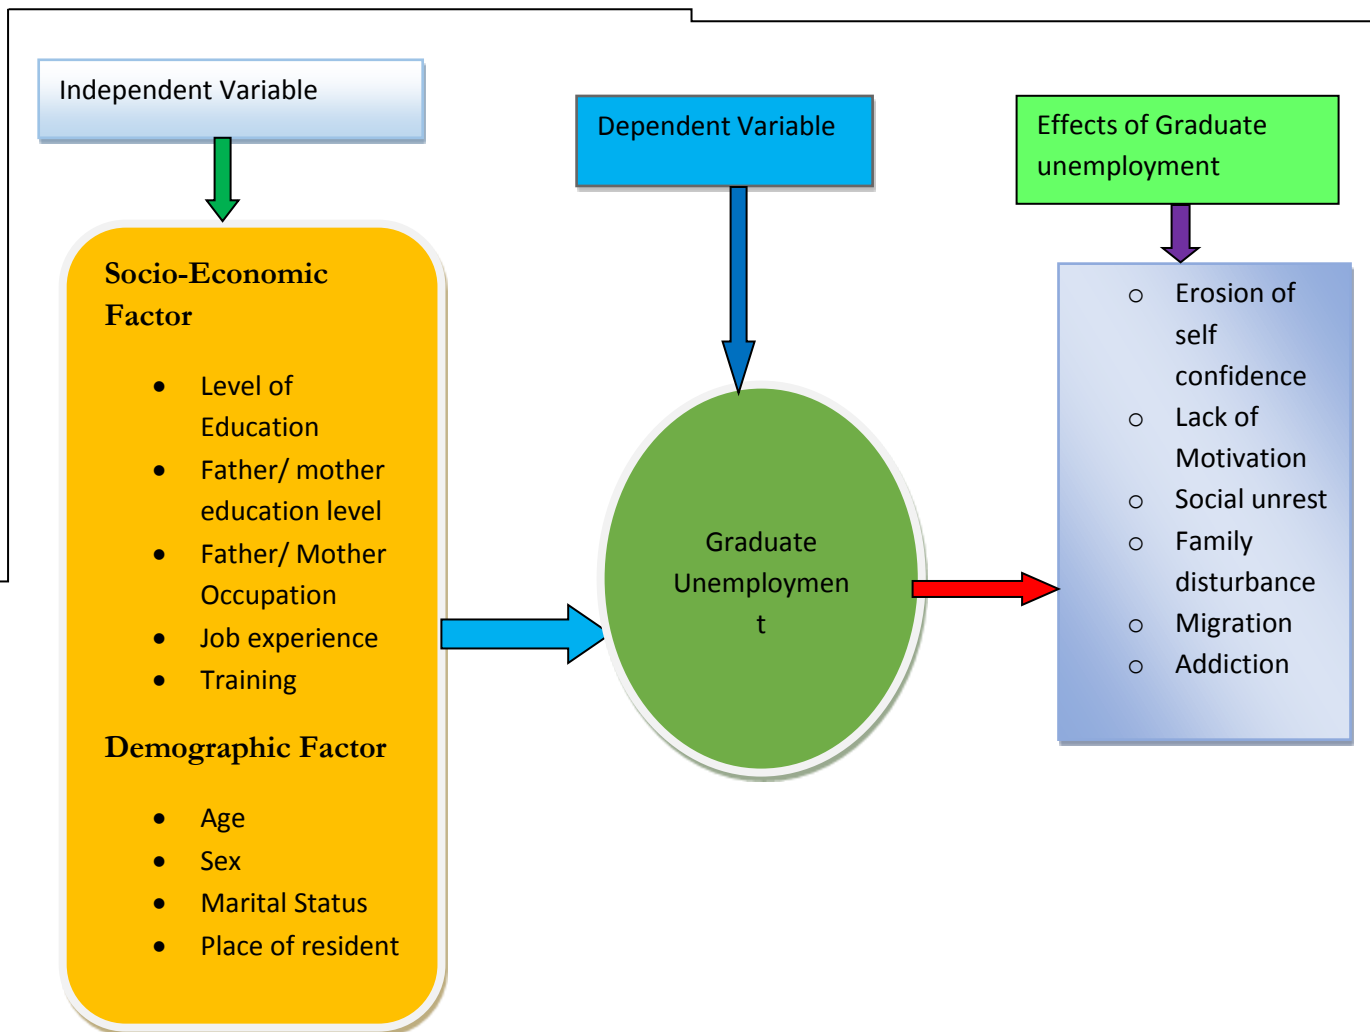 Independent Variable
Socio-Economic
Factor
• Level of
Education
• Father/ mother
education level
• Father/ Mother
Occupation
• Job experience
• Training
Demographic Factor
• Age
• Sex
• Marital Status
• Place of resident
Dependent Variable
Graduate
Unemploymen
t
Effects of Graduate
unemployment
o Erosion of
self
confidence
o Lack of
Motivation
o Social unrest
o Family
disturbance
o Migration
o Addiction